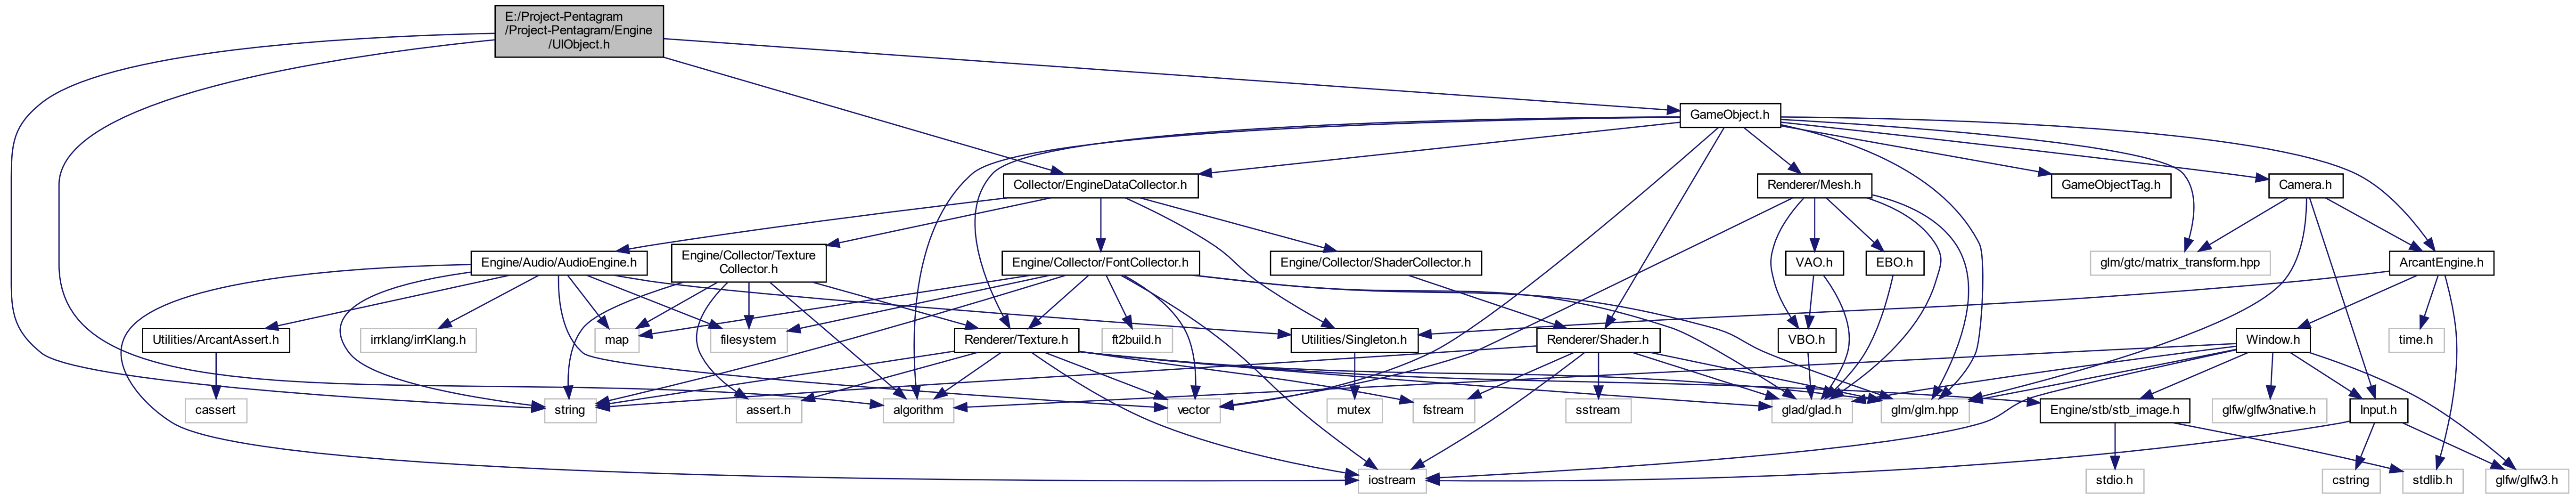 E:/Project-Pentagram
/Project-Pentagram/Engine
/UIObject.h
GameObject.h
Collector/EngineDataCollector.h
Renderer/Mesh.h
GameObjectTag.h
Camera.h
Engine/Audio/AudioEngine.h
Engine/Collector/Texture
Collector.h
Engine/Collector/FontCollector.h
Engine/Collector/ShaderCollector.h
VAO.h
EBO.h
glm/gtc/matrix_transform.hpp
ArcantEngine.h
Utilities/ArcantAssert.h
irrklang/irrKlang.h
map
filesystem
Renderer/Texture.h
ft2build.h
Utilities/Singleton.h
Renderer/Shader.h
VBO.h
Window.h
time.h
cassert
string
assert.h
algorithm
vector
mutex
fstream
sstream
glad/glad.h
glm/glm.hpp
Engine/stb/stb_image.h
glfw/glfw3native.h
Input.h
iostream
stdio.h
cstring
stdlib.h
glfw/glfw3.h